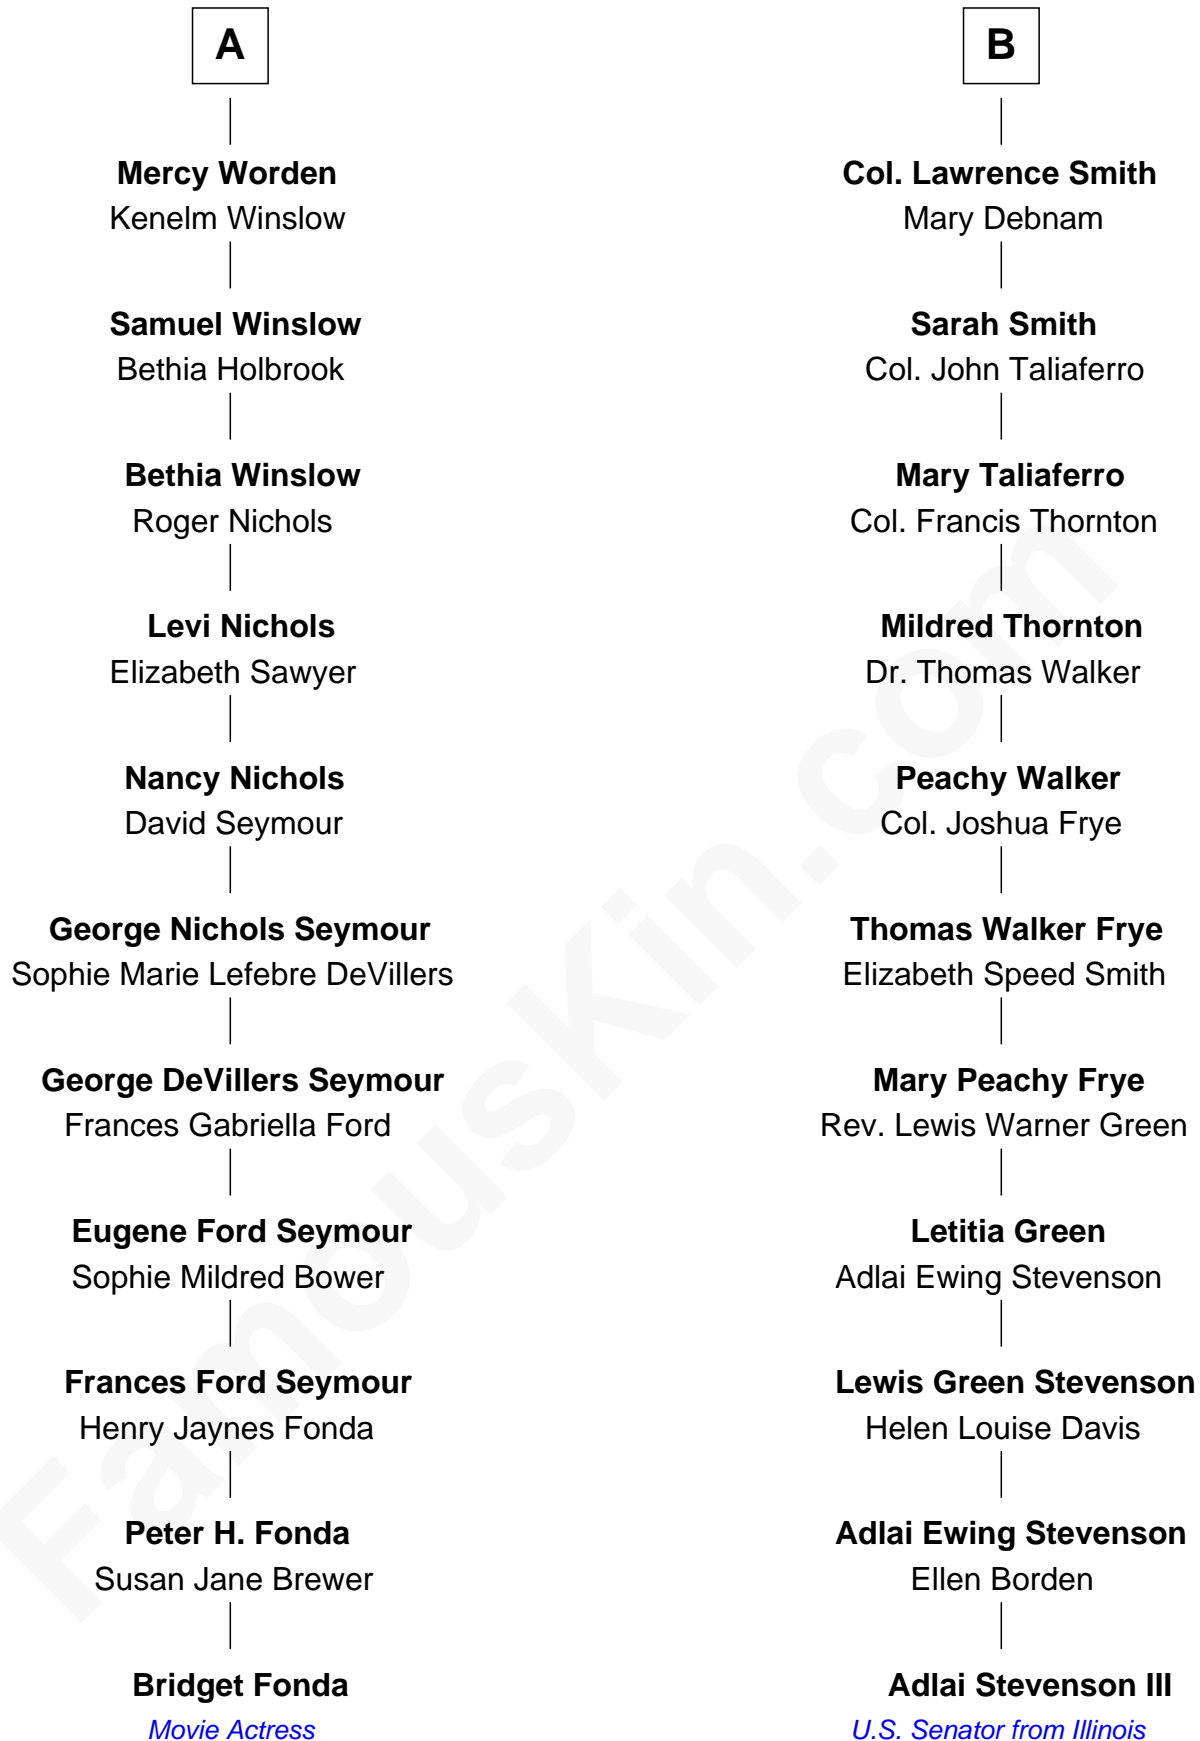 A
Mercy Worden
Kenelm Winslow
Samuel Winslow
Bethia Holbrook
Bethia Winslow
Roger Nichols
Levi Nichols
Elizabeth Sawyer
Nancy Nichols
David Seymour
George Nichols Seymour
Sophie Marie Lefebre DeVillers
George DeVillers Seymour
Frances Gabriella Ford
Eugene Ford Seymour
Sophie Mildred Bower
Frances Ford Seymour
Henry Jaynes Fonda
Peter H. Fonda
Susan Jane Brewer
Bridget Fonda
Movie Actress
B
Col. Lawrence Smith
Mary Debnam
Sarah Smith
Col. John Taliaferro
Mary Taliaferro
Col. Francis Thornton
Mildred Thornton
Dr. Thomas Walker
Peachy Walker
Col. Joshua Frye
Thomas Walker Frye
Elizabeth Speed Smith
Mary Peachy Frye
Rev. Lewis Warner Green
Letitia Green
Adlai Ewing Stevenson
Lewis Green Stevenson
Helen Louise Davis
Adlai Ewing Stevenson
Ellen Borden
Adlai Stevenson III
U.S. Senator from Illinois
FamousKin.com